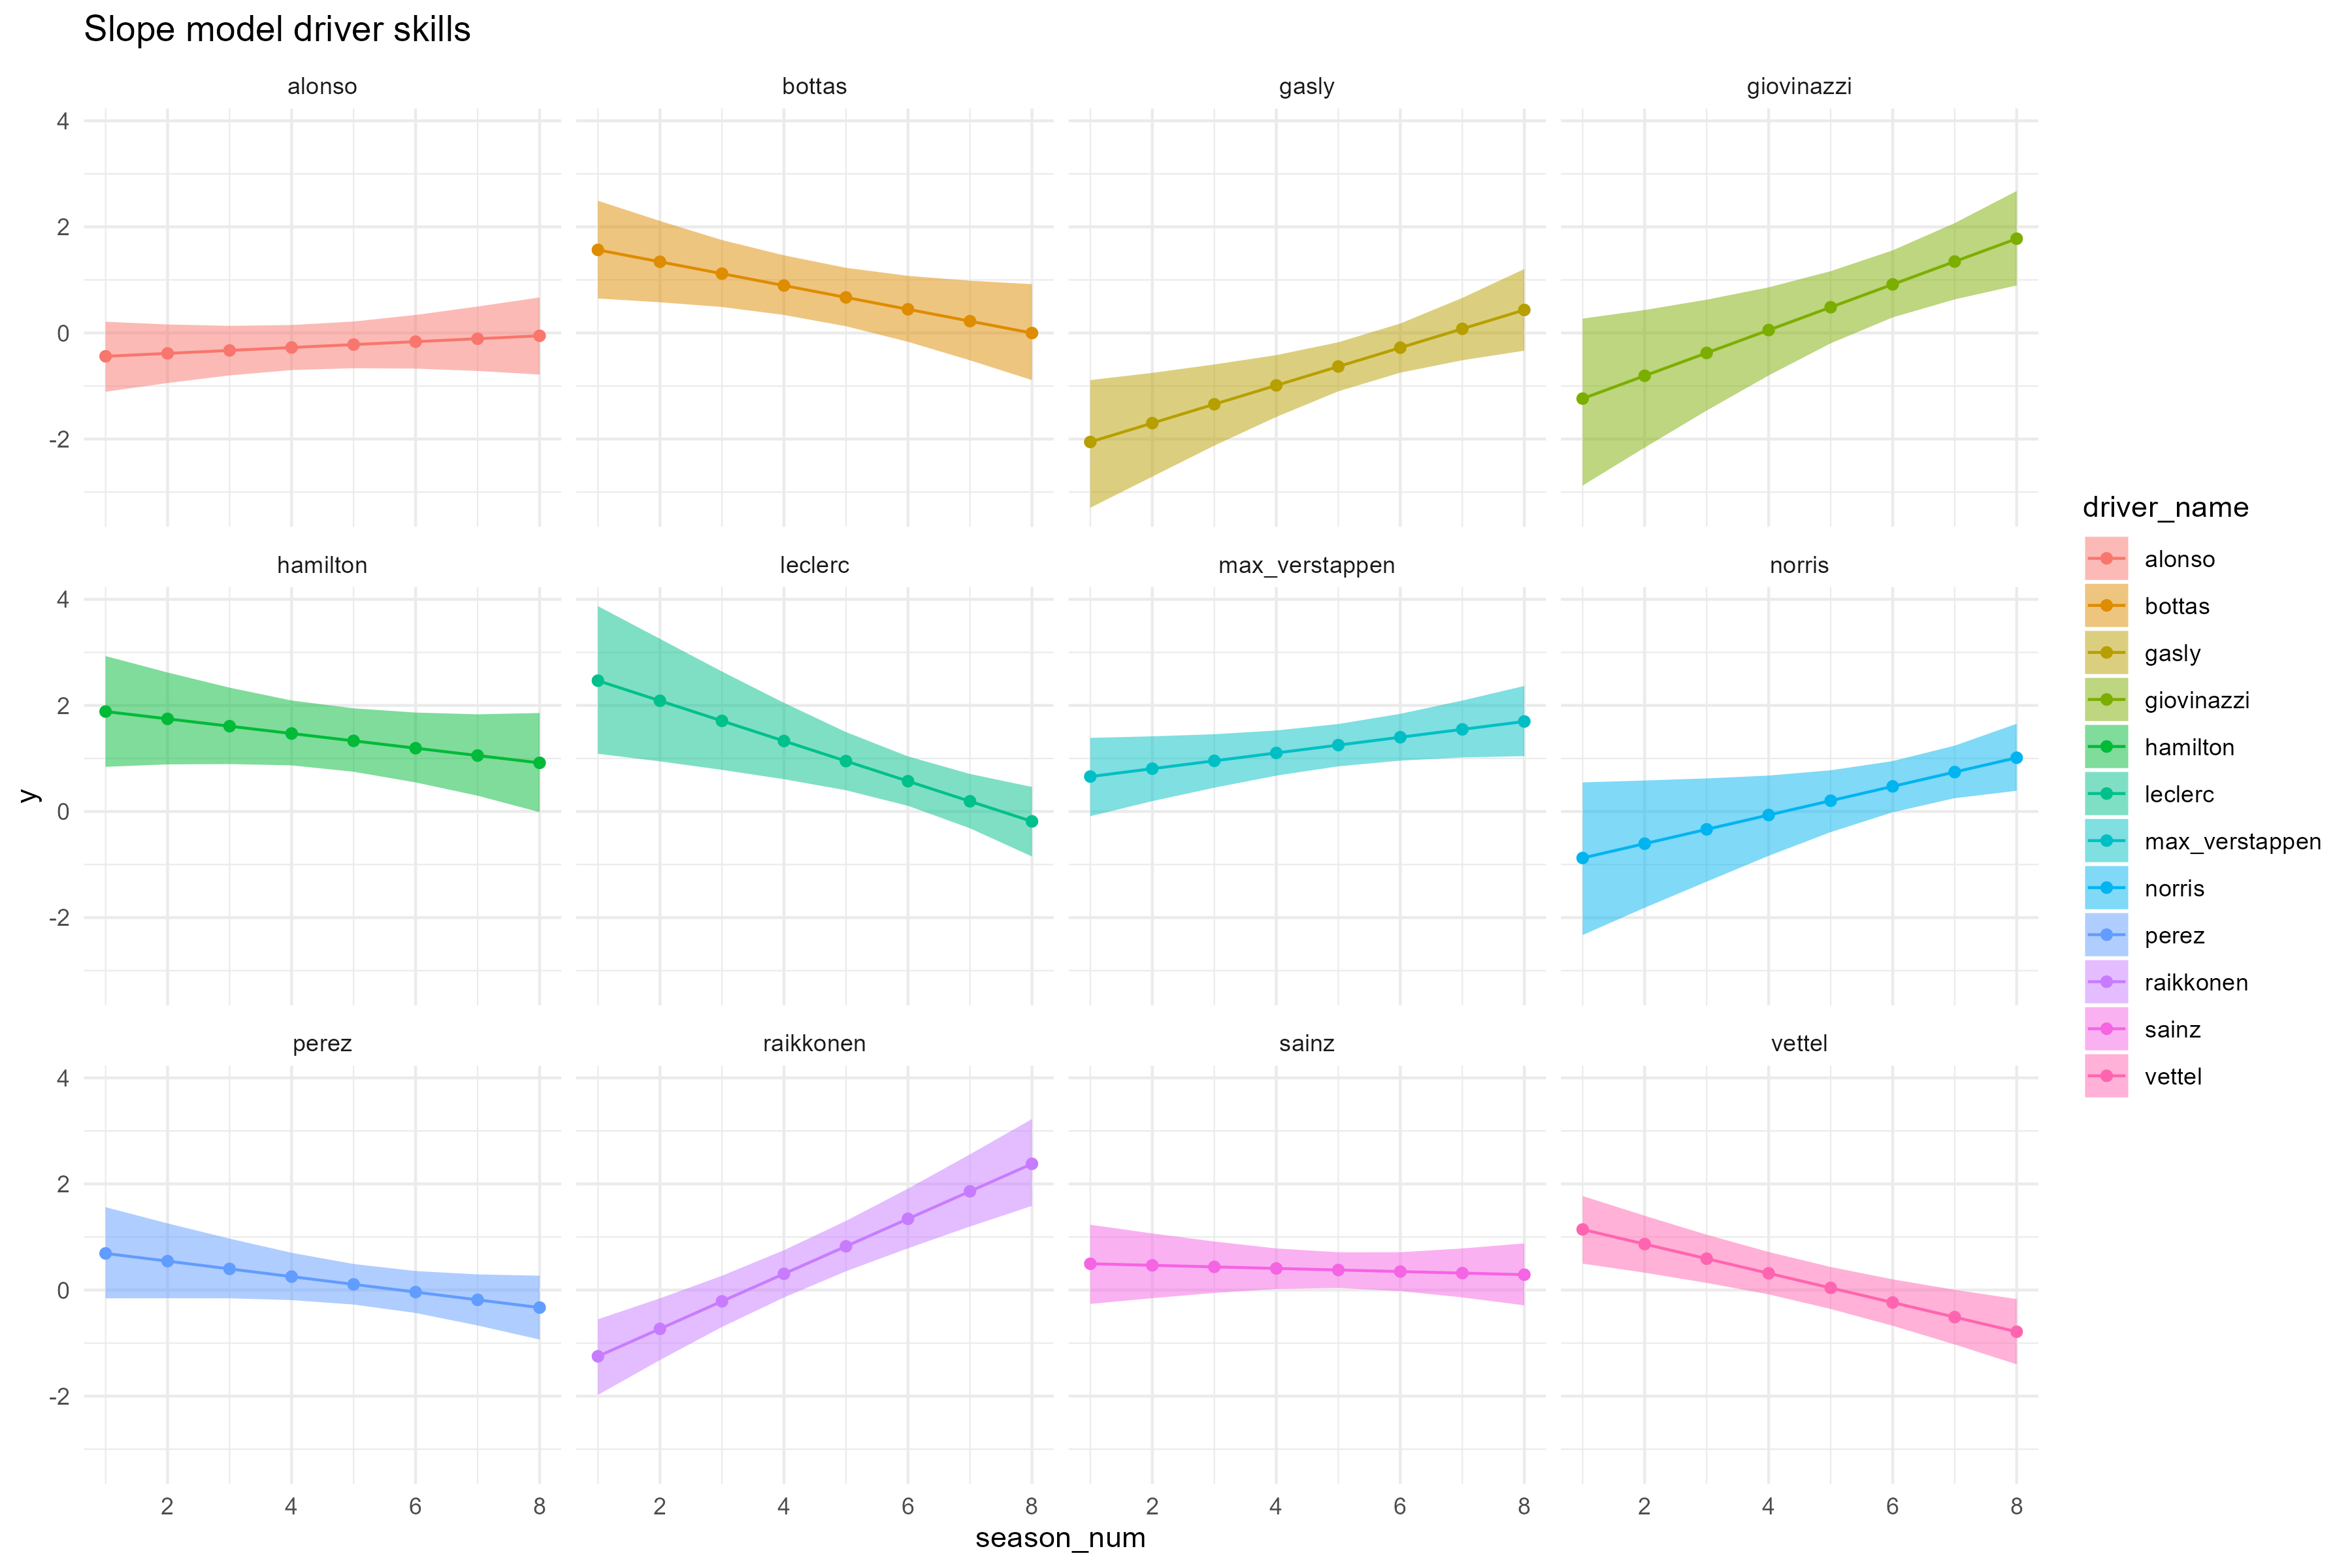 Slope model driver skills
alonso bottas gasly giovinazzi
4
2
0
-2
hamilton leclerc max_verstappen norris
4
2
0
-2
perez raikkonen sainz vettel
4
2
0
-2
2 4 6 8 2 4 6 8 2 4 6 8 2 4 6 8
season_num
y
driver_name
alonso
bottas
gasly
giovinazzi
hamilton
leclerc
max_verstappen
norris
perez
raikkonen
sainz
vettel